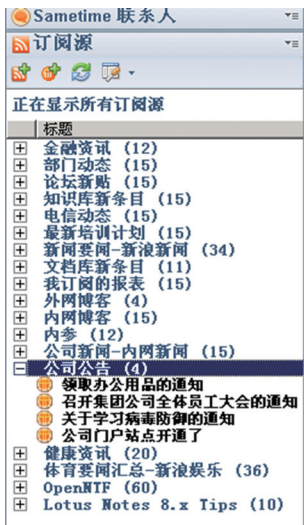 Sametime 联系人
订阅源
正在显示所有订阅源
标题
金融资讯 (12)
部门动态 (15)
论坛新贴 (15)
知识库新条目 (15)
电信动态 (15)
最新培训计划 (15)
新闻要闻-新浪新闻 (34)
文档库新条目 (11)
我订阅的报表 (15)
外网博客 (4)
内网博客 (15)
内参 (12)
公司新闻-内网新闻 (15)
公司公告 (4)
领取办公用品的通知
召开集团公司全体员工大会的通知
关于学习病毒防御的通知
公司门户站点开通了
健康资讯 (20)
体育要闻汇总-新浪娱乐 (36)
OpenNTF (60)
Lotus Notes 8.x Tips (10)